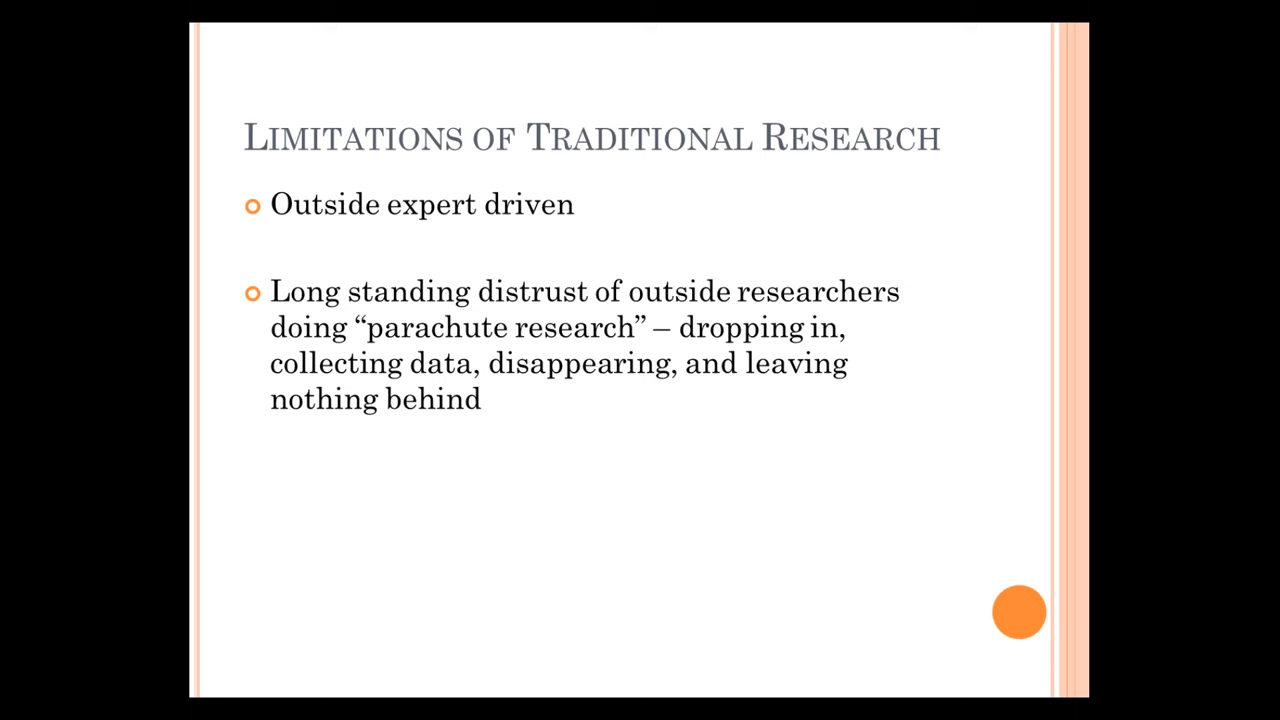 LIMITATIONS OF TRADITIONAL RESEARCH
Outside expert driven
Long standing distrust of outside researchers
doing “parachute research” – dropping in,
collecting data, disappearing, and leaving
nothing behind